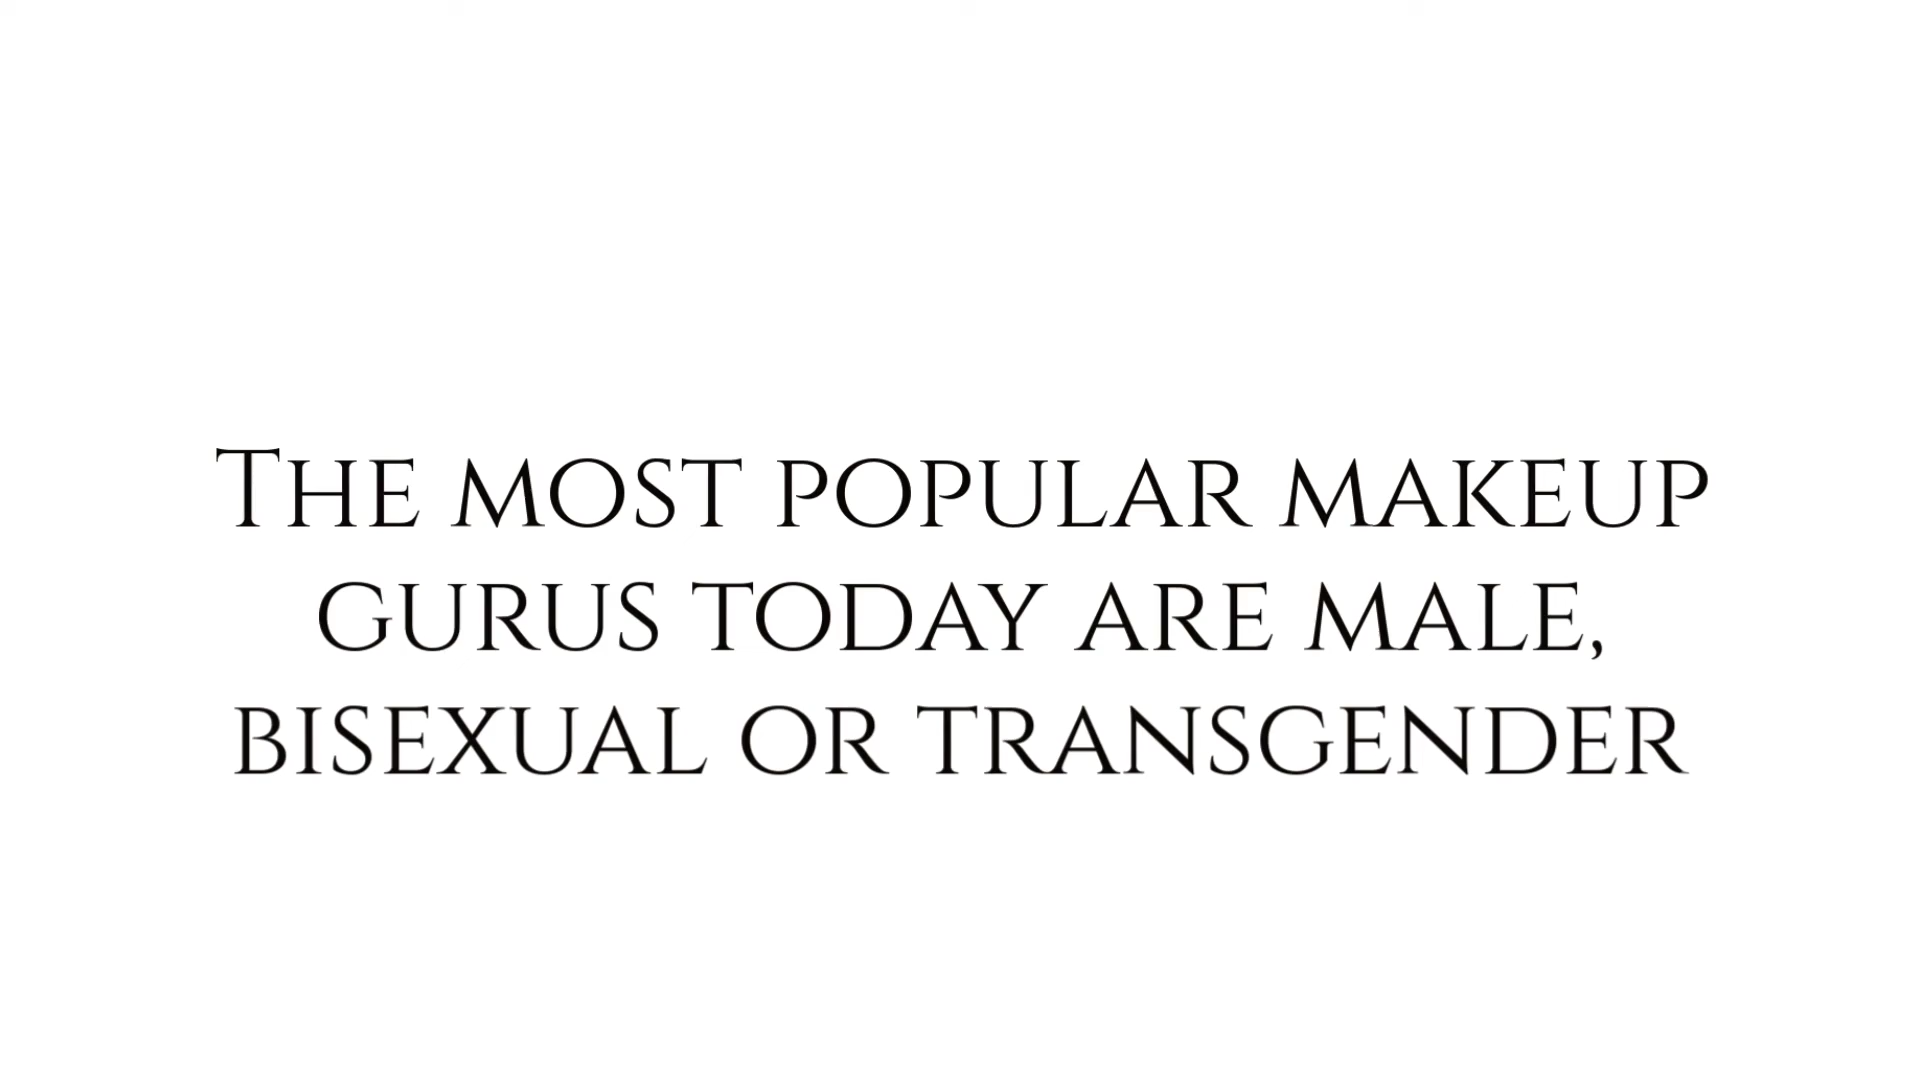 The most popular makeup
gurus today are male,
bisexual or transgender